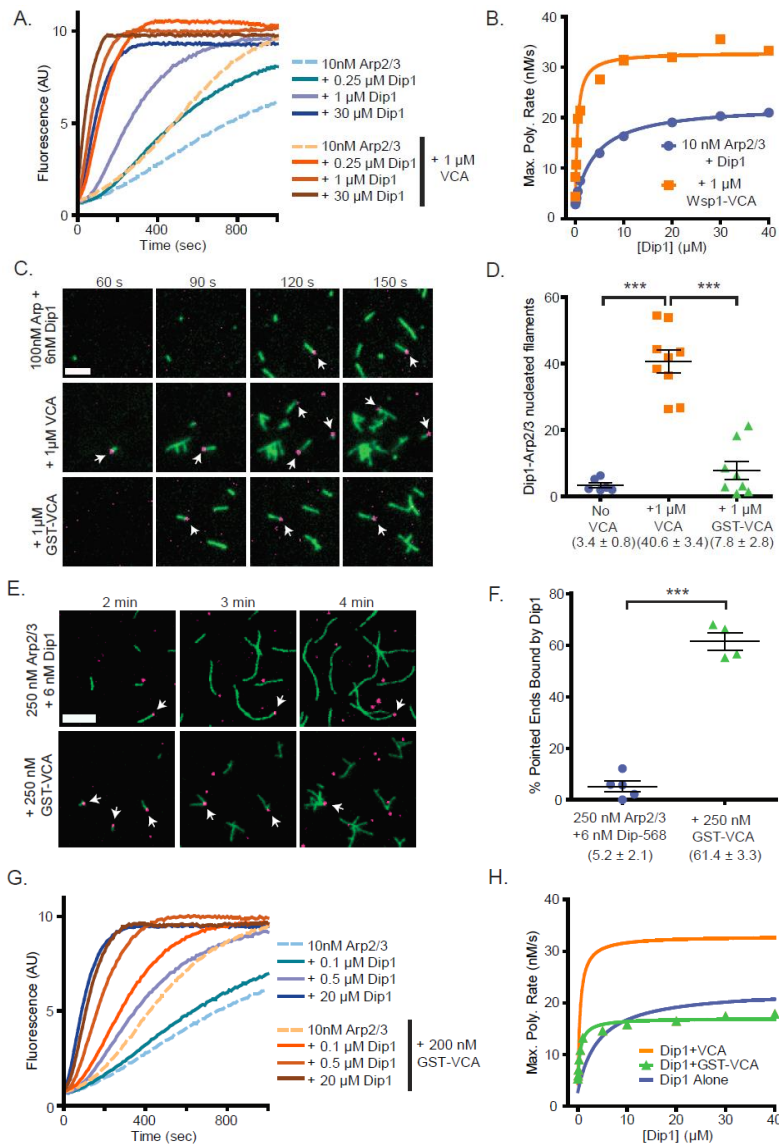 A.
10
5
0
Fluorescence (AU)
0
400
800
Time (sec)
10nM Arp2/3
+ 0.25 µM Dip1
+ 1 µM Dip1
+ 30 µM Dip1
10nM Arp2/3
+ 0.25 µM Dip1
+ 1 µM Dip1
+ 30 µM Dip1
+ 1 µM
VCA
B.
40
30
20
10
0
Max. Poly. Rate (nM/s)
0
10
20
30
40
[Dip1] (µM)
10 nM Arp2/3
+ Dip1
+ 1 µM
Wsp1-VCA
C.
60 s
90 s
120 s
150 s
100nM Arp +
6nM Dip1
+ 1µM VCA
+ 1µM
GST-VCA
D.
60
40
20
0
Dip1-Arp2/3 nucleated filaments
***
***
No
VCA
(3.4 ± 0.8)
+1 µM
VCA
(40.6 ± 3.4)
+ 1 µM
GST-VCA
(7.8 ± 2.8)
E.
2 min
3 min
4 min
250 nM Arp2/3
+ 6 nM Dip1
+ 250 nM
GST-VCA
F.
80
60
40
20
0
% Pointed Ends Bound by Dip1
***
250 nM Arp2/3
+6 nM Dip-568
(5.2 ± 2.1)
+ 250 nM
GST-VCA
(61.4 ± 3.3)
G.
10
5
0
Fluorescence (AU)
0
400
800
Time (sec)
10nM Arp2/3
+ 0.1 µM Dip1
+ 0.5 µM Dip1
+ 20 µM Dip1
10nM Arp2/3
+ 0.1 µM Dip1
+ 0.5 µM Dip1
+ 20 µM Dip1
+ 200 nM
GST-VCA
H.
40
30
20
10
0
Max. Poly. Rate (nM/s)
0
10
20
30
40
[Dip1] (µM)
Dip1+VCA
Dip1+GST-VCA
Dip1 Alone